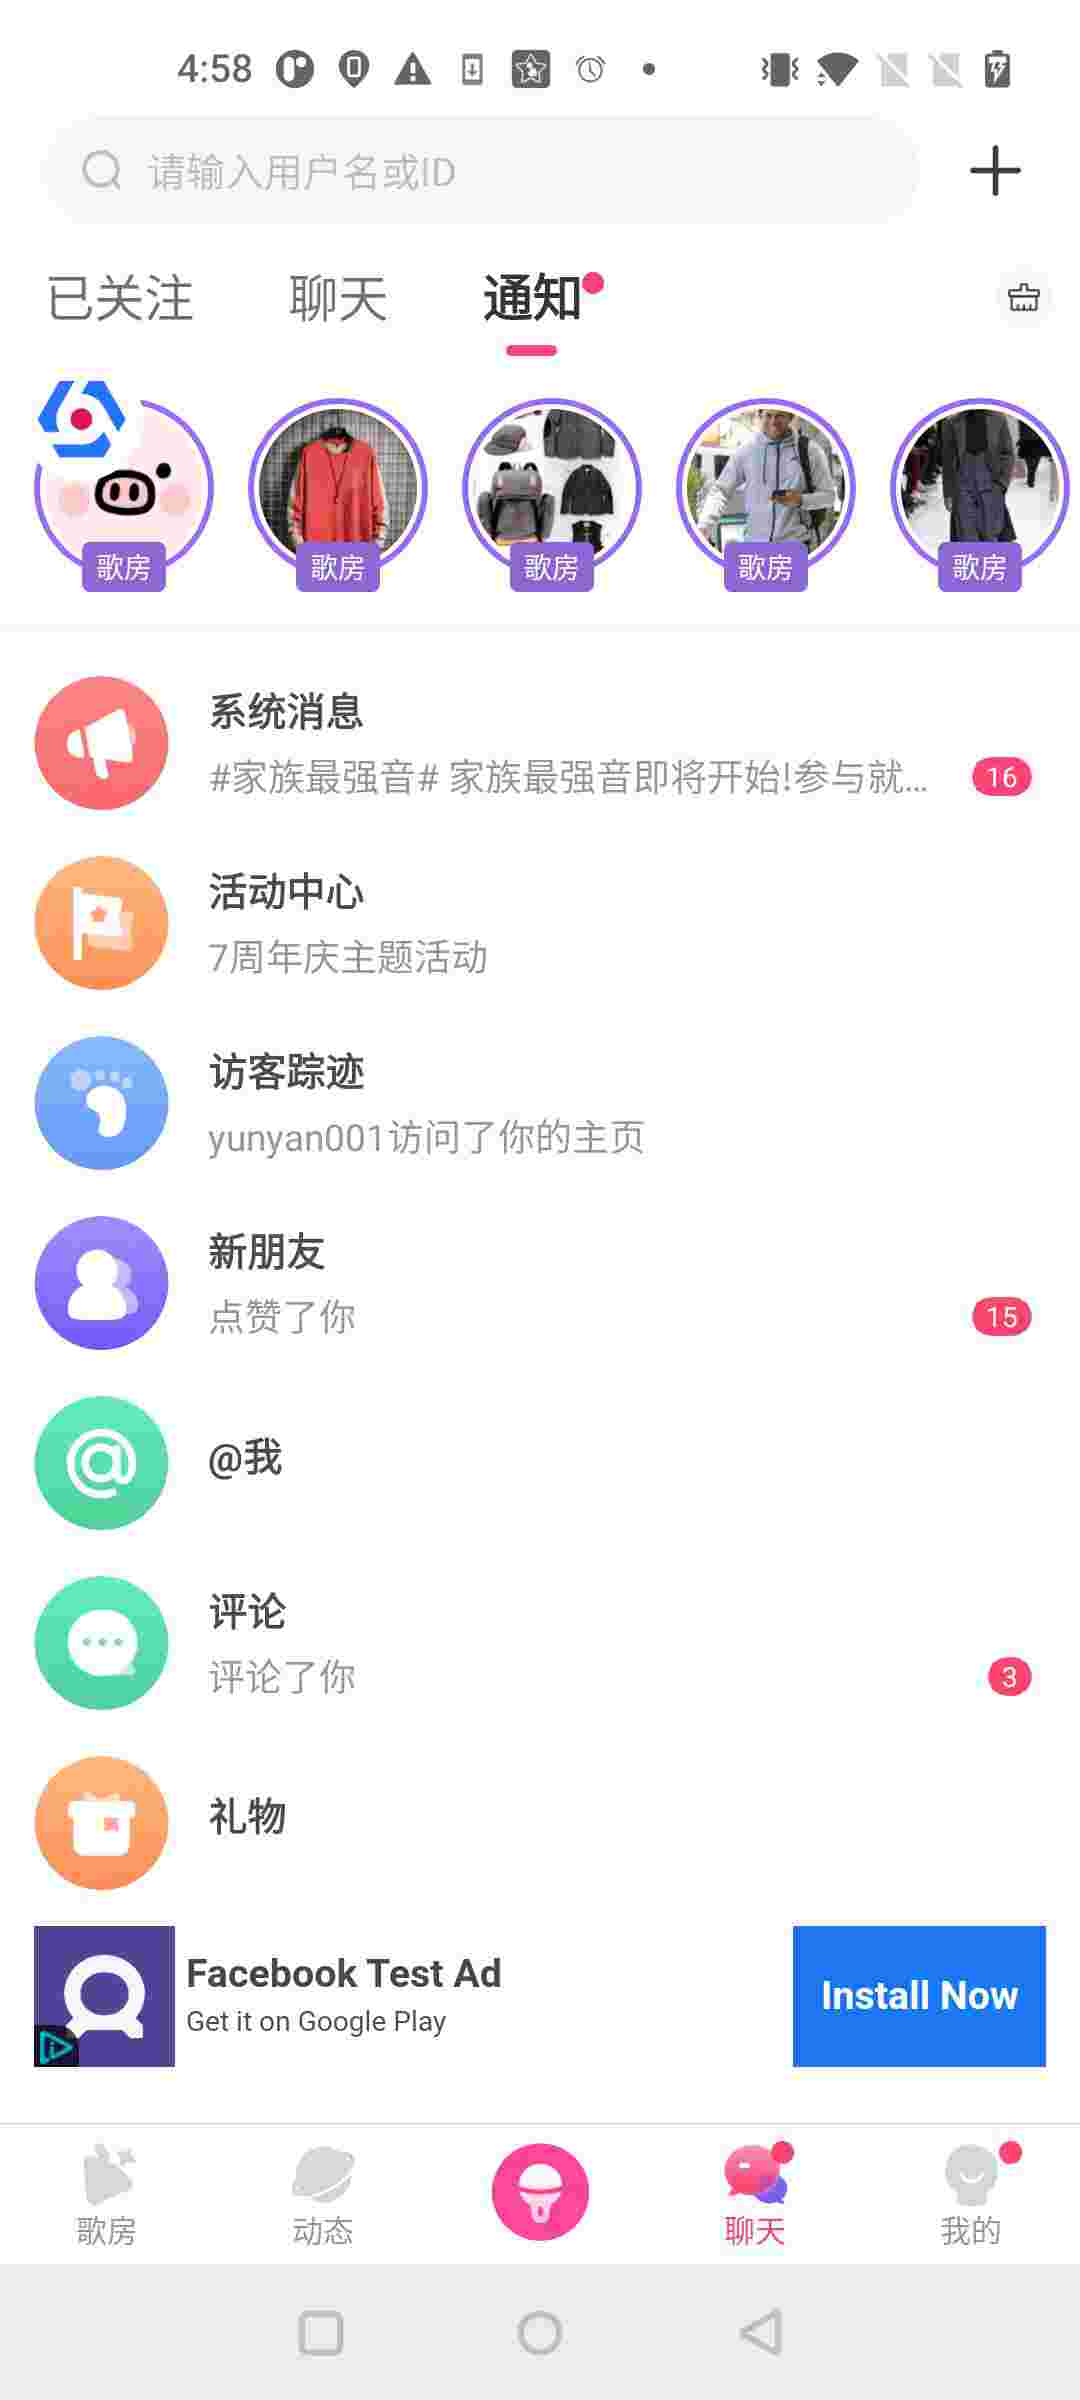 4:58
请输入用户名或ID
已关注 聊天 通知
歌房 歌房 歌房 歌房 歌房
系统消息
#家族最强音# 家族最强音即将开始!参与就...
16
活动中心
7周年庆主题活动
访客踪迹
yunyan001访问了你的主页
新朋友
点赞了你
15
@我
评论
评论了你
3
礼物
Facebook Test Ad
Get it on Google Play
Install Now
歌房 动态 聊天 我的